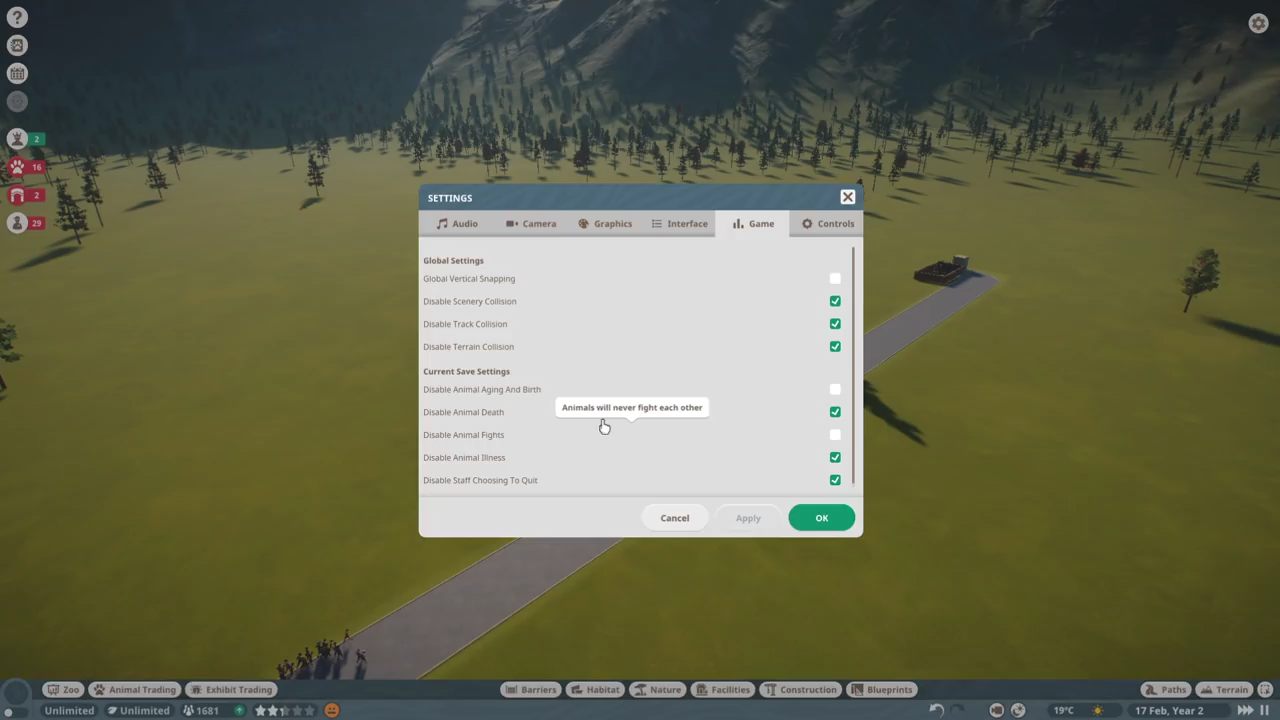 ?
2
16
2
29
SETTINGS
Audio
Camera
Graphics
Interface
Game
Controls
Global Settings
Global Vertical Snapping
Disable Scenery Collision
Disable Track Collision
Disable Terrain Collision
Current Save Settings
Disable Animal Aging And Birth
Animals will never fight each other
Disable Animal Death
Disable Animal Fights
Disable Animal Illness
Disable Staff Choosing To Quit
Cancel
Apply
OK
Zoo
Animal Trading
Exhibit Trading
Barriers
Habitat
Nature
Facilities
Construction
Blueprints
Paths
Terrain
Unlimited
Unlimited
1681
19°C
17 Feb, Year 2